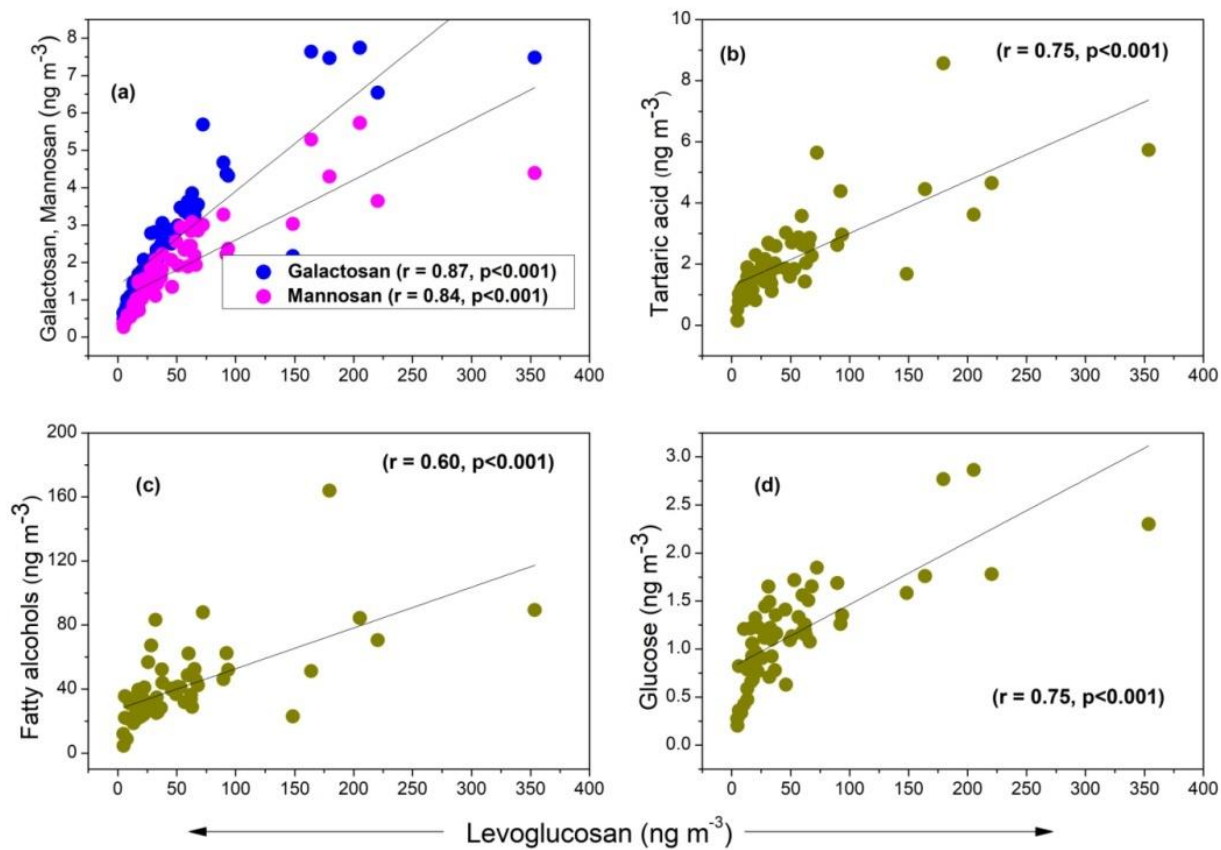 Galactosan, Mannosan (ng m⁻³)
8
7
6
5
4
3
2
1
0
(a)
Galactosan (r = 0.87, p<0.001)
Mannosan (r = 0.84, p<0.001)
0 50 100 150 200 250 300 350 400
Tartaric acid (ng m⁻³)
10
8
6
4
2
0
(b)
(r = 0.75, p<0.001)
0 50 100 150 200 250 300 350 400
Fatty alcohols (ng m⁻³)
200
160
120
80
40
0
(c)
(r = 0.60, p<0.001)
0 50 100 150 200 250 300 350 400
Glucose (ng m⁻³)
3.0
2.5
2.0
1.5
1.0
0.5
0.0
(d)
(r = 0.75, p<0.001)
0 50 100 150 200 250 300 350 400
Levoglucosan (ng m⁻³)